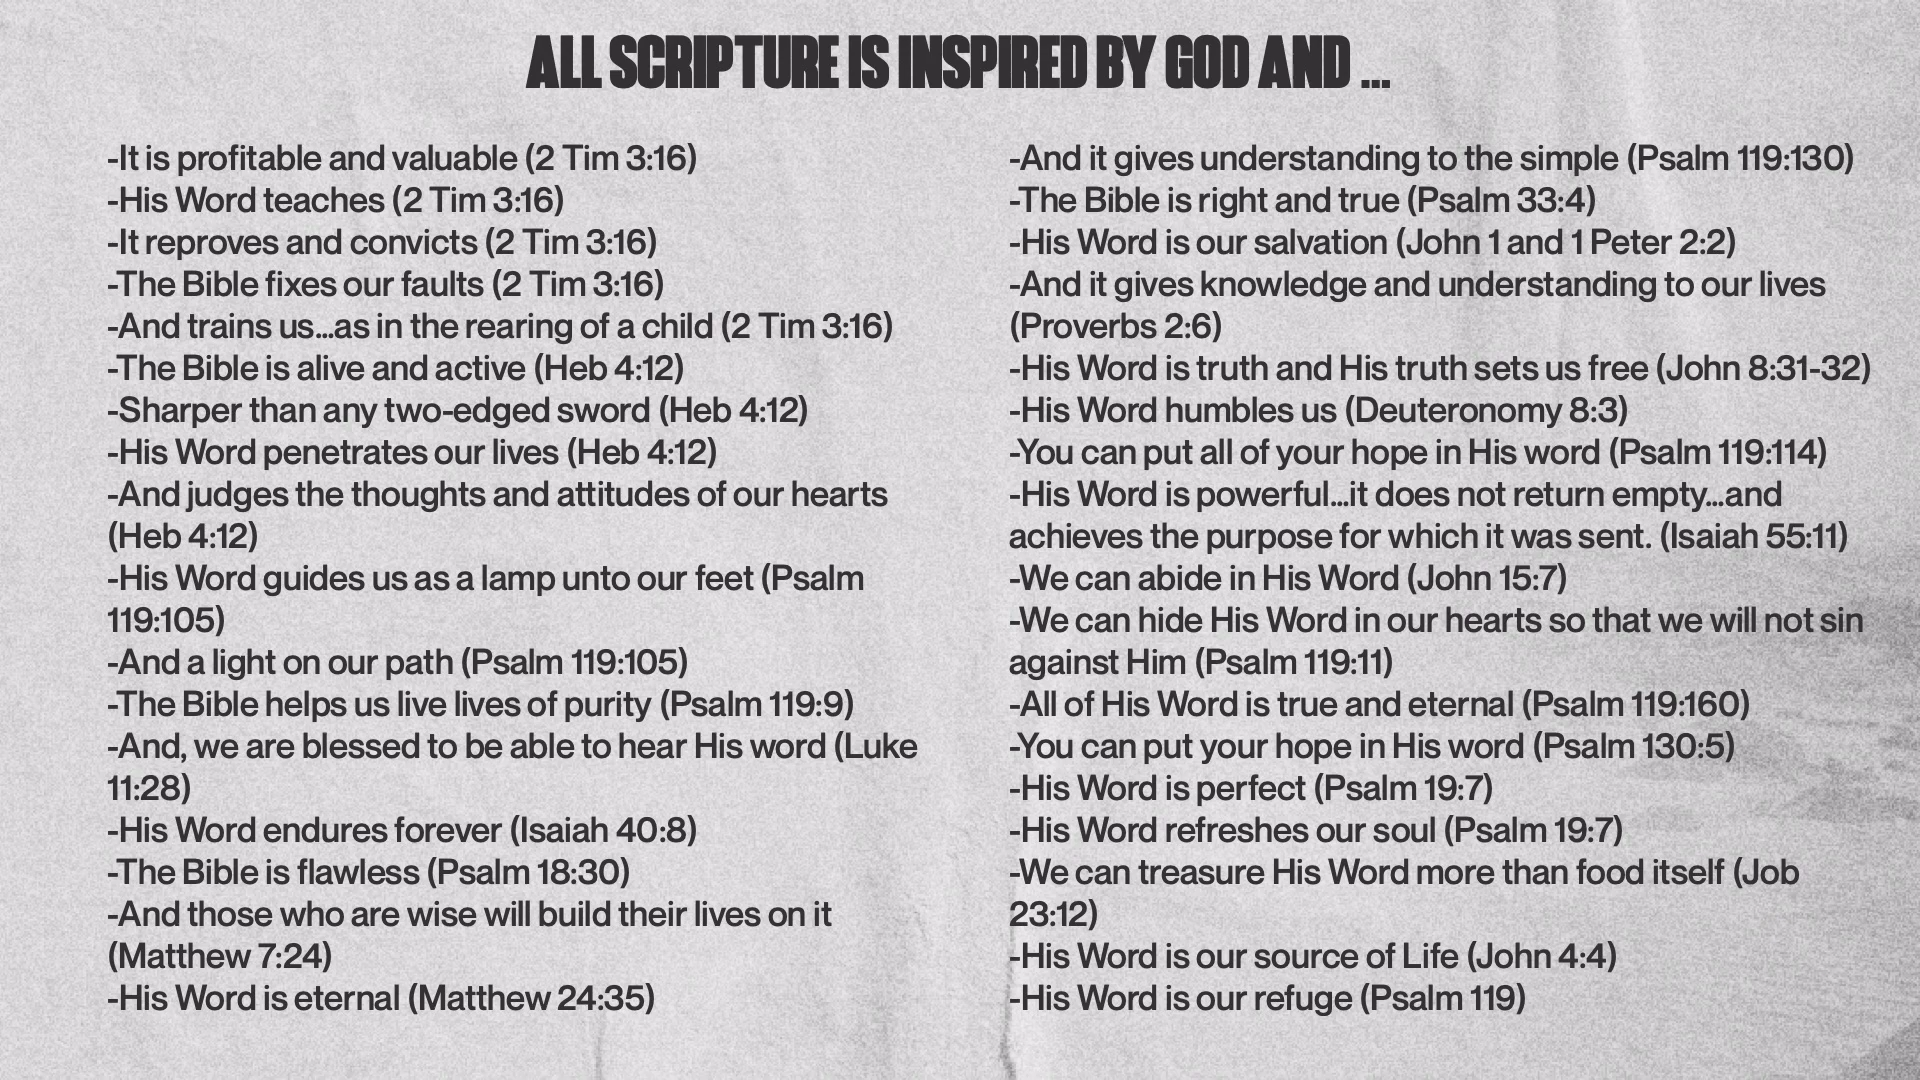 ALL SCRIPTURE IS INSPIRED BY GOD AND ...
-It is profitable and valuable (2 Tim 3:16)
-His Word teaches (2 Tim 3:16)
-It reproves and convicts (2 Tim 3:16)
-The Bible fixes our faults (2 Tim 3:16)
-And trains us...as in the rearing of a child (2 Tim 3:16)
-The Bible is alive and active (Heb 4:12)
-Sharper than any two-edged sword (Heb 4:12)
-His Word penetrates our lives (Heb 4:12)
-And judges the thoughts and attitudes of our hearts
(Heb 4:12)
-His Word guides us as a lamp unto our feet (Psalm
119:105)
-And a light on our path (Psalm 119:105)
-The Bible helps us live lives of purity (Psalm 119:9)
-And, we are blessed to be able to hear His word (Luke
11:28)
-His Word endures forever (Isaiah 40:8)
-The Bible is flawless (Psalm 18:30)
-And those who are wise will build their lives on it
(Matthew 7:24)
-His Word is eternal (Matthew 24:35)
-And it gives understanding to the simple (Psalm 119:130)
-The Bible is right and true (Psalm 33:4)
-His Word is our salvation (John 1 and 1 Peter 2:2)
-And it gives knowledge and understanding to our lives
(Proverbs 2:6)
-His Word is truth and His truth sets us free (John 8:31-32)
-His Word humbles us (Deuteronomy 8:3)
-You can put all of your hope in His word (Psalm 119:114)
-His Word is powerful...it does not return empty...and
achieves the purpose for which it was sent. (Isaiah 55:11)
-We can abide in His Word (John 15:7)
-We can hide His Word in our hearts so that we will not sin
against Him (Psalm 119:11)
-All of His Word is true and eternal (Psalm 119:160)
-You can put your hope in His word (Psalm 130:5)
-His Word is perfect (Psalm 19:7)
-His Word refreshes our soul (Psalm 19:7)
-We can treasure His Word more than food itself (Job
23:12)
-His Word is our source of Life (John 4:4)
-His Word is our refuge (Psalm 119)